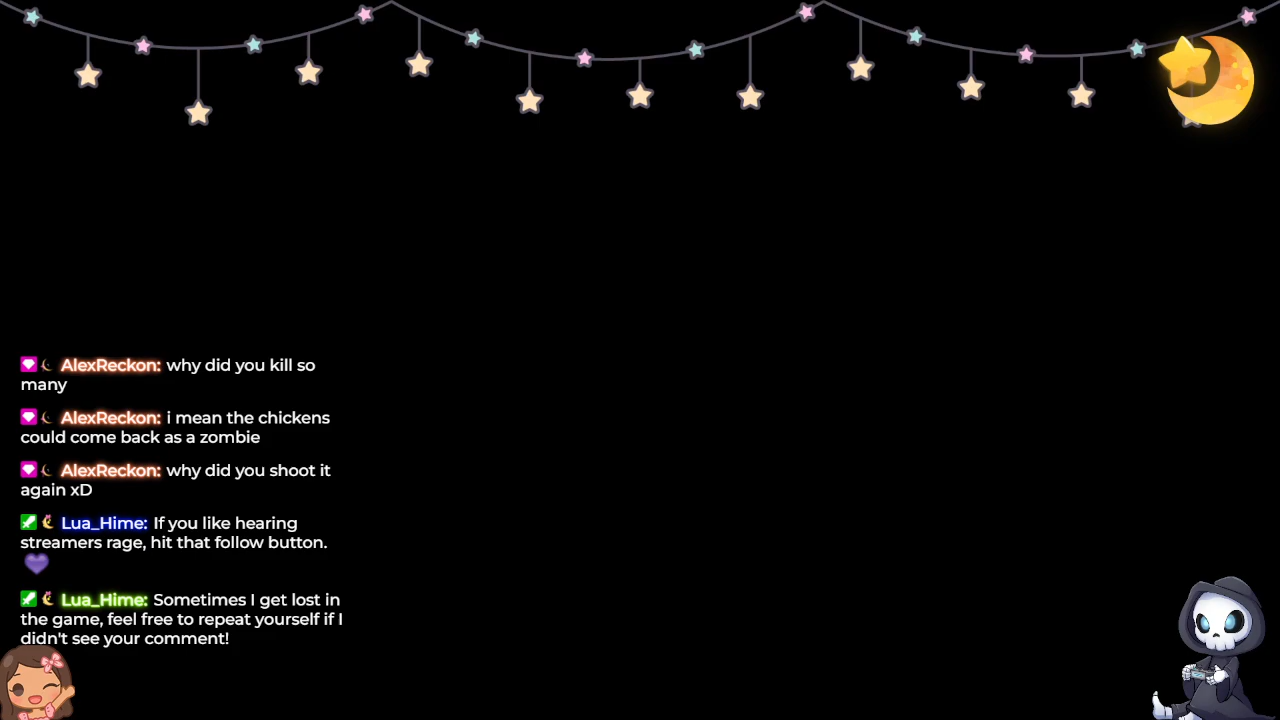 AlexReckon: why did you kill so
many
AlexReckon: i mean the chickens
could come back as a zombie
AlexReckon: why did you shoot it
again xD
Lua_Hime: If you like hearing
streamers rage, hit that follow button.
Lua_Hime: Sometimes I get lost in
the game, feel free to repeat yourself if I
didn't see your comment!